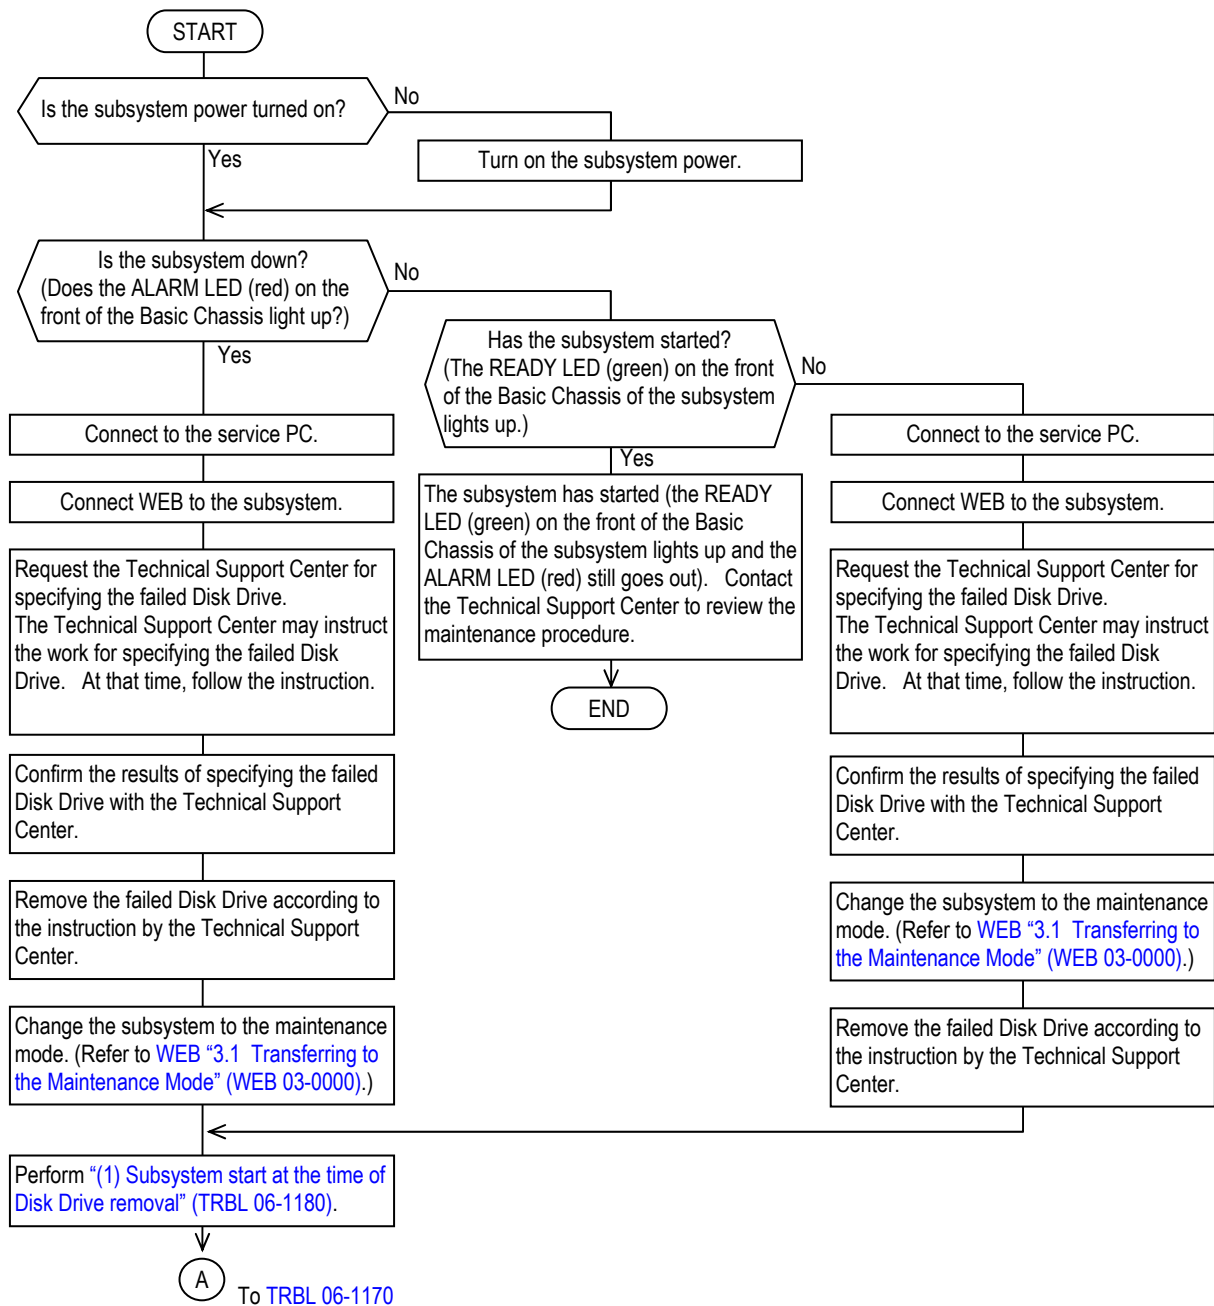 START
Is the subsystem power turned on?
No
Yes
Turn on the subsystem power.
Is the subsystem down?
(Does the ALARM LED (red) on the
front of the Basic Chassis light up?)
No
Yes
Has the subsystem started?
(The READY LED (green) on the front
of the Basic Chassis of the subsystem
lights up.)
No
Yes
Connect to the service PC.
Connect WEB to the subsystem.
Request the Technical Support Center for
specifying the failed Disk Drive.
The Technical Support Center may instruct
the work for specifying the failed Disk
Drive. At that time, follow the instruction.
Confirm the results of specifying the failed
Disk Drive with the Technical Support
Center.
Remove the failed Disk Drive according to
the instruction by the Technical Support
Center.
Change the subsystem to the maintenance
mode. (Refer to WEB “3.1 Transferring to
the Maintenance Mode” (WEB 03-0000).)
The subsystem has started (the READY
LED (green) on the front of the Basic
Chassis of the subsystem lights up and the
ALARM LED (red) still goes out). Contact
the Technical Support Center to review the
maintenance procedure.
END
Connect to the service PC.
Connect WEB to the subsystem.
Request the Technical Support Center for
specifying the failed Disk Drive.
The Technical Support Center may instruct
the work for specifying the failed Disk
Drive. At that time, follow the instruction.
Confirm the results of specifying the failed
Disk Drive with the Technical Support
Center.
Change the subsystem to the maintenance
mode. (Refer to WEB “3.1 Transferring to
the Maintenance Mode” (WEB 03-0000).)
Remove the failed Disk Drive according to
the instruction by the Technical Support
Center.
Perform “(1) Subsystem start at the time of
Disk Drive removal” (TRBL 06-1180).
A
To TRBL 06-1170